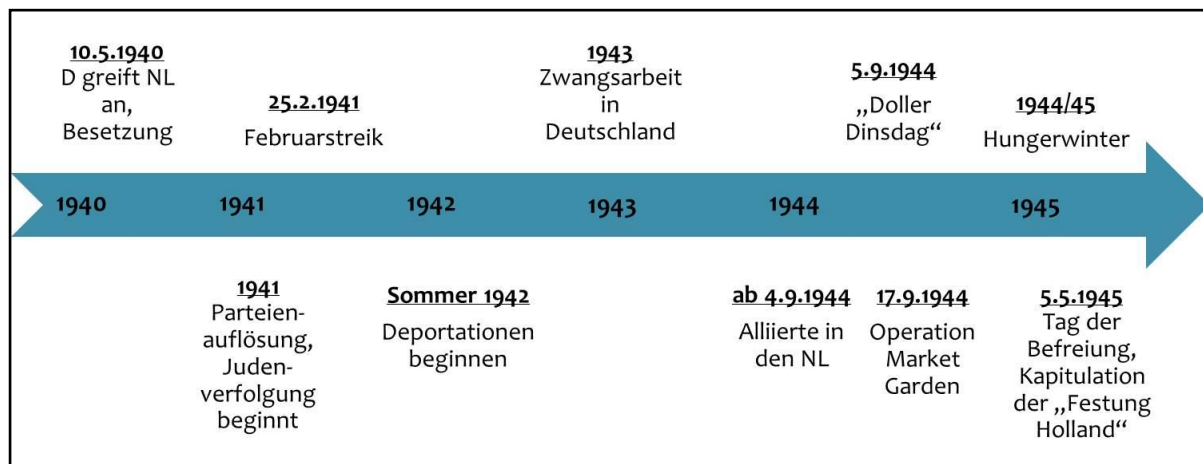 10.5.1940
D greift NL
an,
Besetzung
25.2.1941
Februarstreik
1943
Zwangsarbeit
in
Deutschland
5.9.1944
„Doller
Dinsdag“
1944/45
Hungerwinter
1940
1941
1942
1943
1944
1945
1941
Parteien-
auflösung,
Juden-
verfolgung
beginnt
Sommer 1942
Deportationen
beginnen
ab 4.9.1944
Alliierte in
den NL
17.9.1944
Operation
Market
Garden
5.5.1945
Tag der
Befreiung,
Kapitulation
der „Festung
Holland“